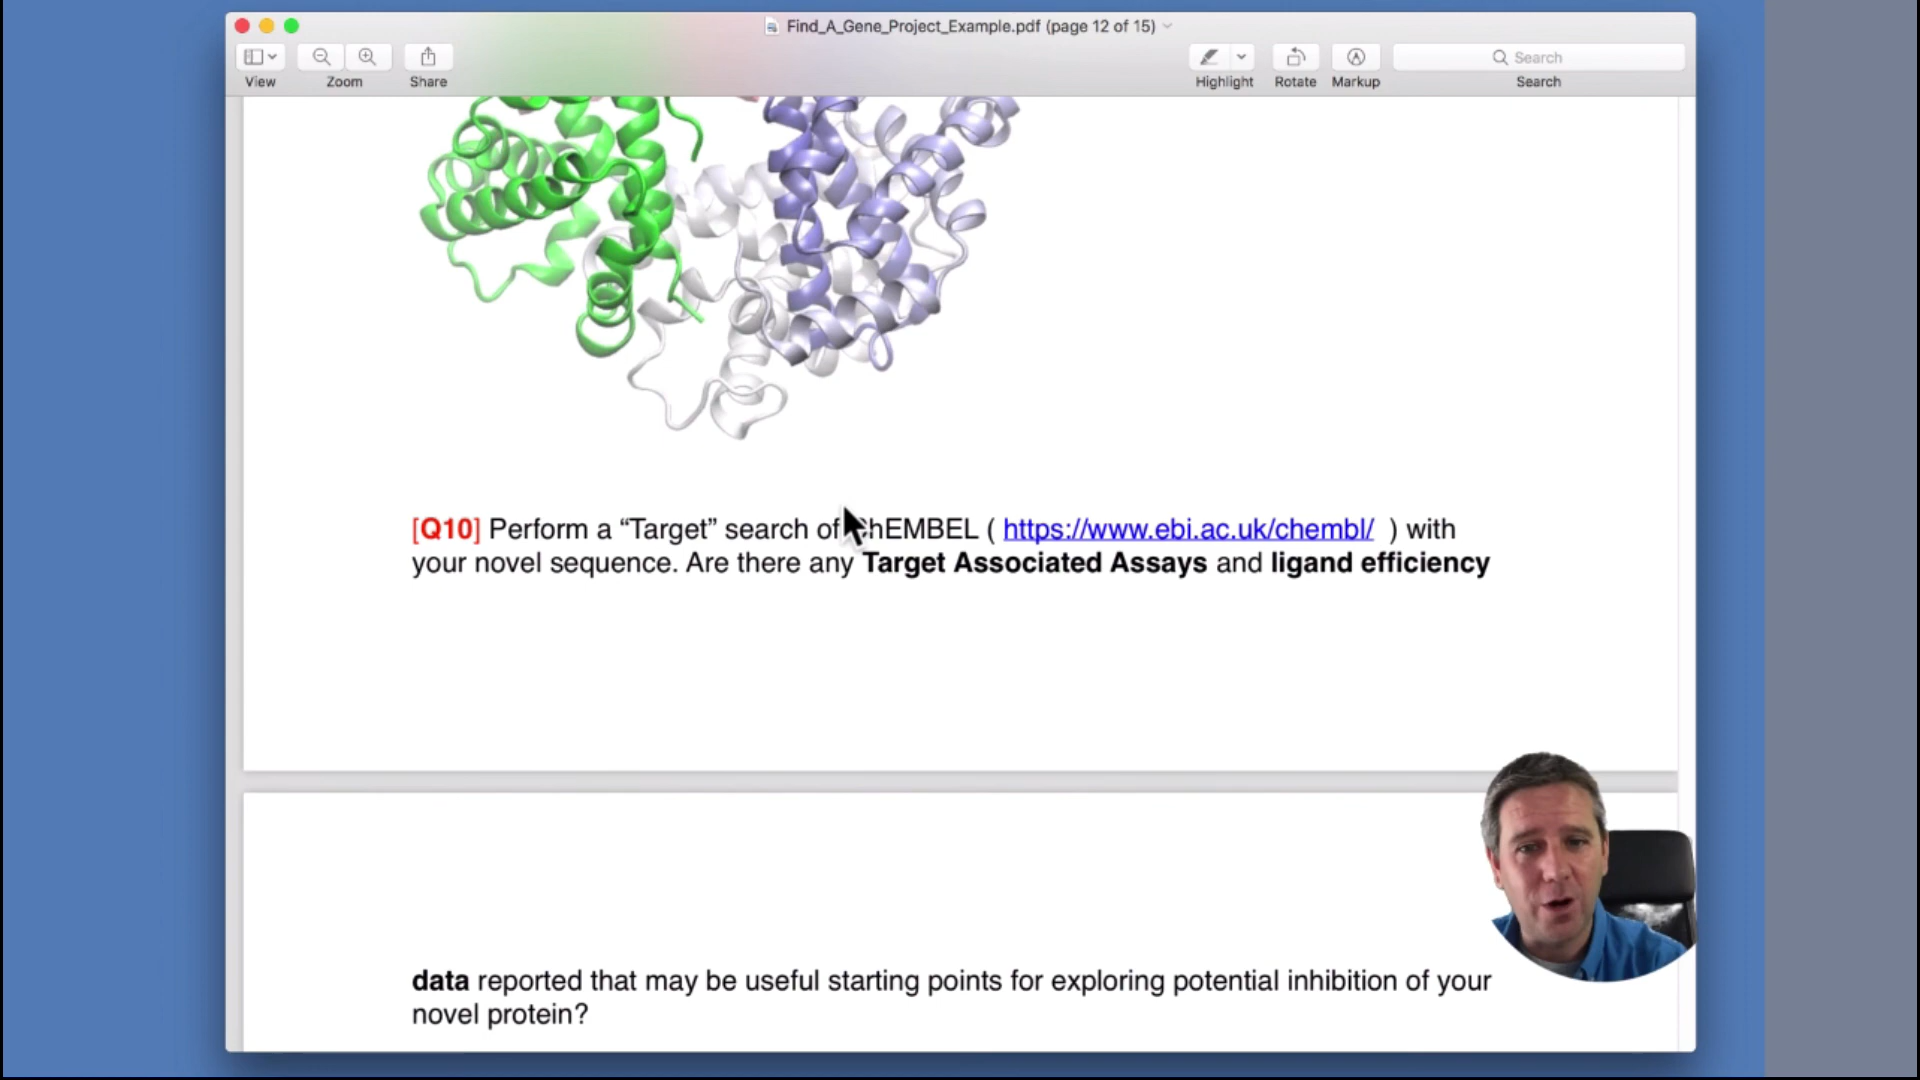 Find_A_Gene_Project_Example.pdf (page 12 of 15)
View
Zoom
Share
Highlight
Rotate
Markup
Search
Search
[Q10] Perform a “Target” search of hEMBEL ( https://www.ebi.ac.uk/chembl/ ) with
your novel sequence. Are there any Target Associated Assays and ligand efficiency
data reported that may be useful starting points for exploring potential inhibition of your
novel protein?